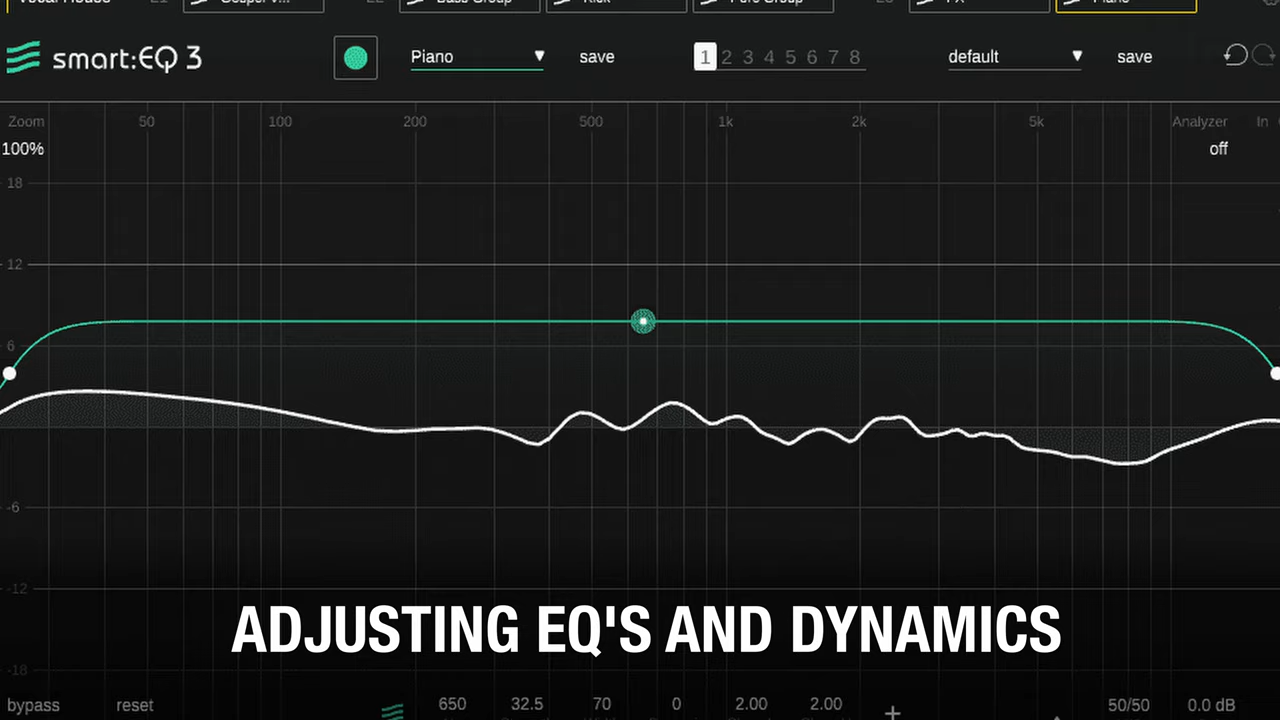 smart:EQ 3
Piano
save
1 2 3 4 5 6 7 8
default
save
Zoom 50 100 200 500 1k 2k 5k Analyzer In
100%
off
18
12
6
-6
-12
-18
ADJUSTING EQ'S AND DYNAMICS
bypass reset 650 32.5 70 0 2.00 2.00 + 50/50 0.0 dB